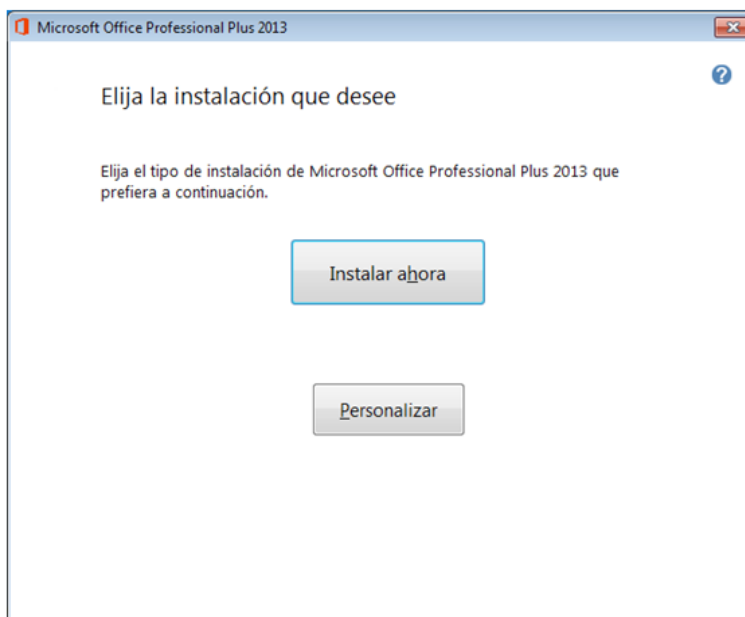 Microsoft Office Professional Plus 2013
Elija la instalación que desee
Elija el tipo de instalación de Microsoft Office Professional Plus 2013 que
prefiera a continuación.
Instalar ahora
Personalizar